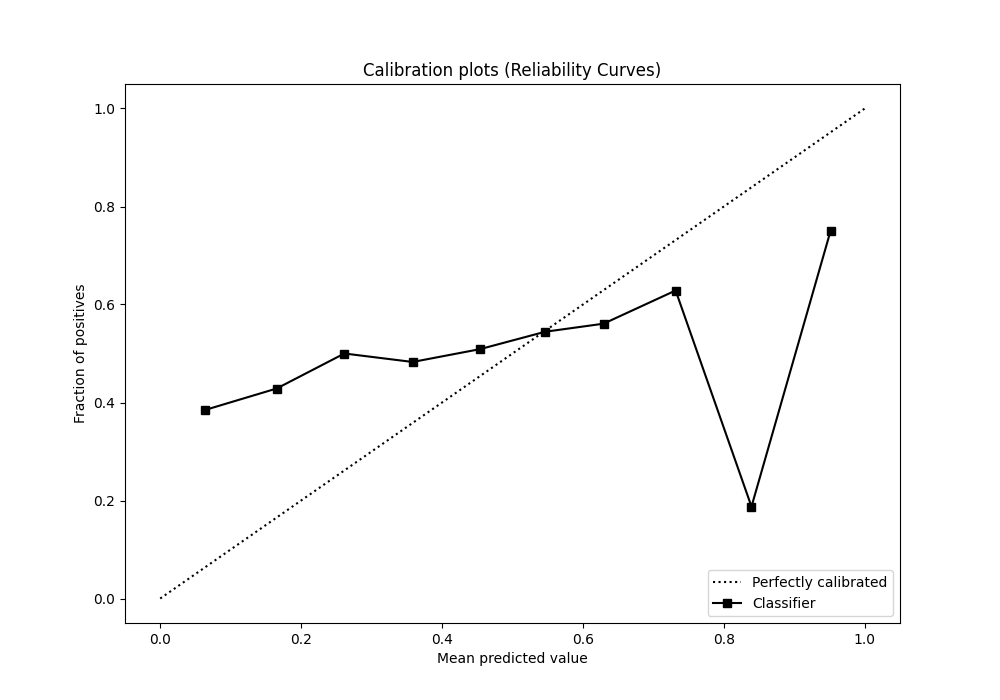 Calibration plots (Reliability Curves)
1.0
0.8
0.6
0.4
0.2
0.0
Fraction of positives
0.0 0.2 0.4 0.6 0.8 1.0
Mean predicted value
Perfectly calibrated
Classifier